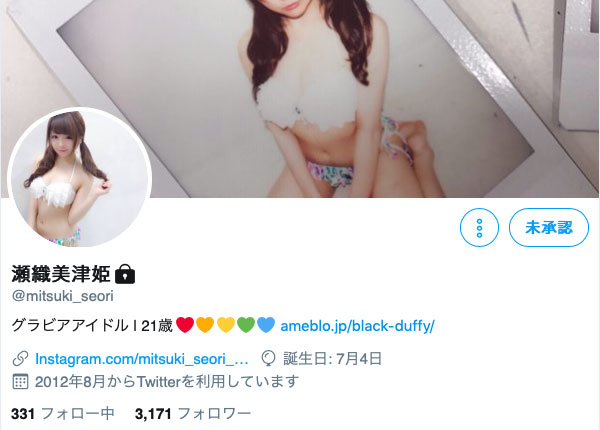 未承認
瀬織美津姫
@mitsuki_seori
グラビアアイドル I 21歳❤️🧡💛💚💙 ameblo.jp/black-duffy/
Instagram.com/mitsuki_seori_… 誕生日: 7月4日
2012年8月からTwitterを利用しています
331 フォロー中 3,171 フォロワー